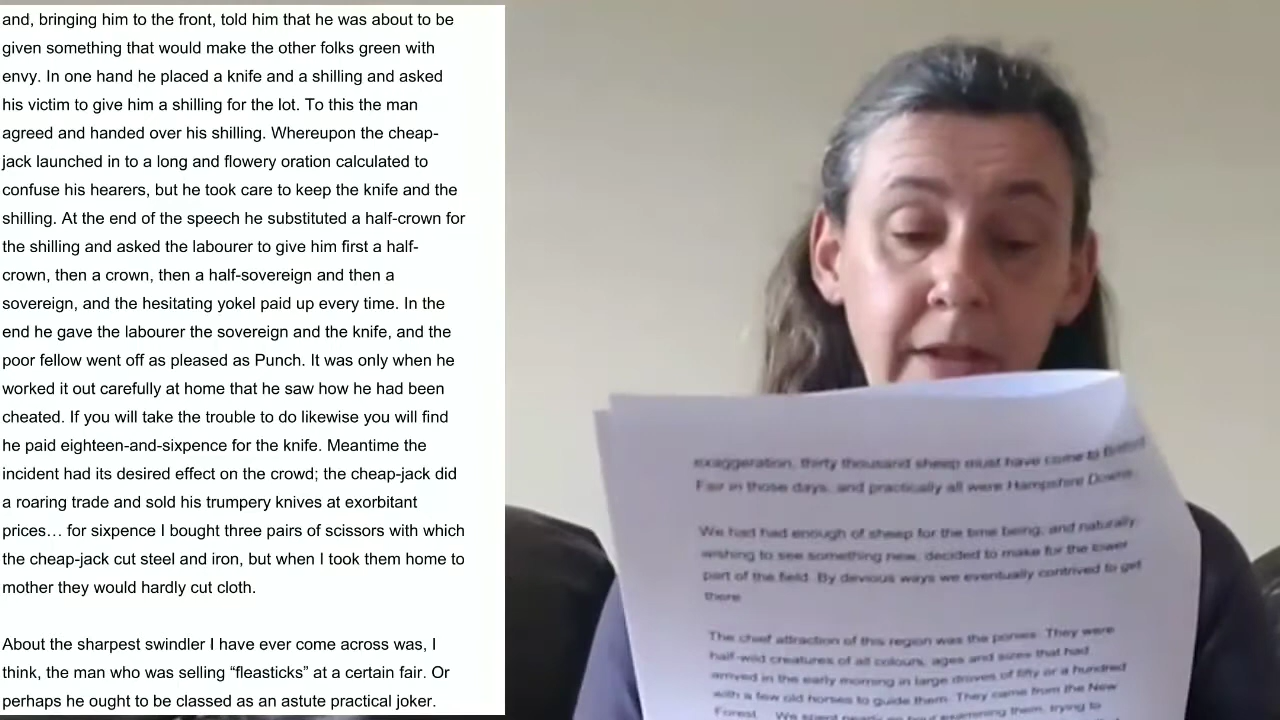 and, bringing him to the front, told him that he was about to be
given something that would make the other folks green with
envy. In one hand he placed a knife and a shilling and asked
his victim to give him a shilling for the lot. To this the man
agreed and handed over his shilling. Whereupon the cheap-
jack launched in to a long and flowery oration calculated to
confuse his hearers, but he took care to keep the knife and the
shilling. At the end of the speech he substituted a half-crown for
the shilling and asked the labourer to give him first a half-
crown, then a crown, then a half-sovereign and then a
sovereign, and the hesitating yokel paid up every time. In the
end he gave the labourer the sovereign and the knife, and the
poor fellow went off as pleased as Punch. It was only when he
worked it out carefully at home that he saw how he had been
cheated. If you will take the trouble to do likewise you will find
he paid eighteen-and-sixpence for the knife. Meantime the
incident had its desired effect on the crowd; the cheap-jack did
a roaring trade and sold his trumpery knives at exorbitant
prices… for sixpence I bought three pairs of scissors with which
the cheap-jack cut steel and iron, but when I took them home to
mother they would hardly cut cloth.
About the sharpest swindler I have ever come across was, I
think, the man who was selling “fleasticks” at a certain fair. Or
perhaps he ought to be classed as an astute practical joker.
exaggeration, thirty thousand sheep must have come to
Fair in those days, and practically all were Hampshire Downs.
We had had enough of sheep for the time being, and naturally
wishing to see something new, decided to make for the lower
part of the field. By devious ways we eventually contrived to get
there.
The chief attraction of this region was the ponies. They were
half-wild creatures of all colours, ages and sizes that had
arrived in the early morning in large droves of fifty or a hundred
with a few old horses to guide them. They came from the New
Forest. We spent nearly an hour examining them, trying to